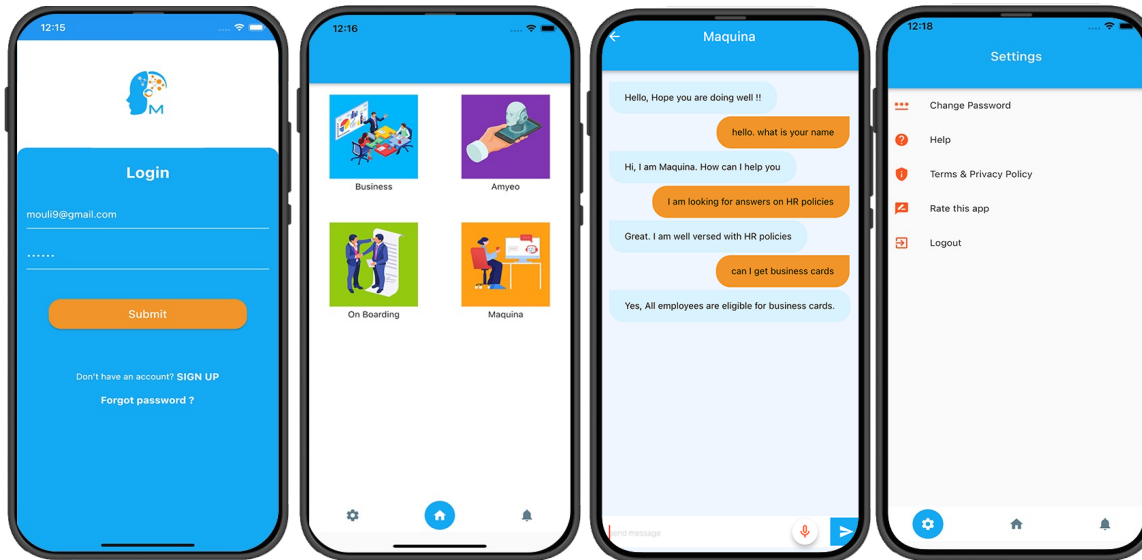 12:15
M
Login
mouli9@gmail.com
Submit
Don't have an account? SIGN UP
Forgot password ?
12:16
Business
Amyeo
On Boarding
Maquina
Maquina
Hello, Hope you are doing well !!
hello. what is your name
Hi, I am Maquina. How can I help you
I am looking for answers on HR policies
Great. I am well versed with HR policies
can I get business cards
Yes, All employees are eligible for business cards.
send message
12:18
Settings
Change Password
Help
Terms & Privacy Policy
Rate this app
Logout